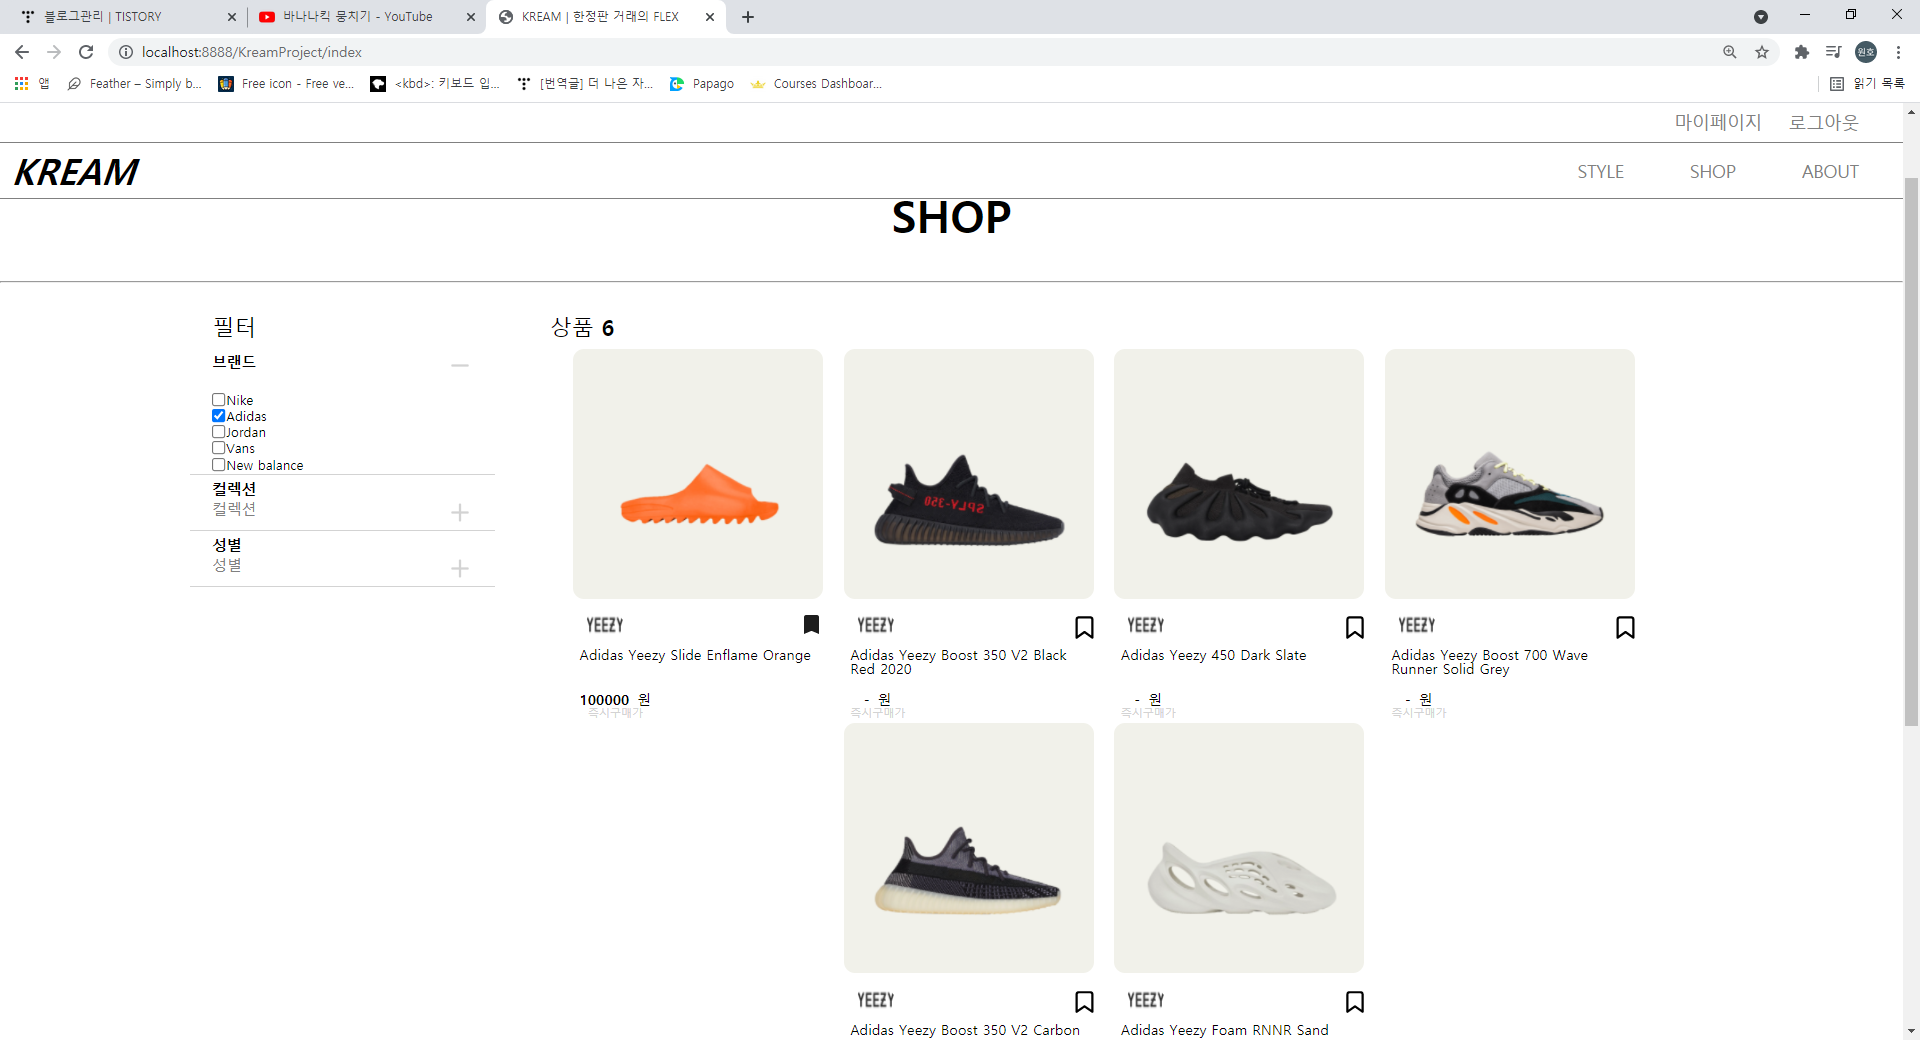 블로그관리 | TISTORY
바나나킥 뭉치기 - YouTube
KREAM | 한정판 거래의 FLEX
localhost:8888/KreamProject/index
원호
앱
Feather – Simply b...
Free icon - Free ve...
<kbd>: 키보드 입...
[번역글] 더 나은 자...
Papago
Courses Dashboar...
읽기 목록
마이페이지 로그아웃
KREAM
STYLE SHOP ABOUT
SHOP
필터
브랜드
Nike
Adidas
Jordan
Vans
New balance
컬렉션
컬렉션
성별
성별
상품 6
SPLY-350
YEEZY
Adidas Yeezy Slide Enflame Orange
100000 원
즉시구매가
YEEZY
Adidas Yeezy Boost 350 V2 Black
Red 2020
- 원
즉시구매가
YEEZY
Adidas Yeezy 450 Dark Slate
- 원
즉시구매가
YEEZY
Adidas Yeezy Boost 700 Wave
Runner Solid Grey
- 원
즉시구매가
YEEZY
Adidas Yeezy Boost 350 V2 Carbon
YEEZY
Adidas Yeezy Foam RNNR Sand